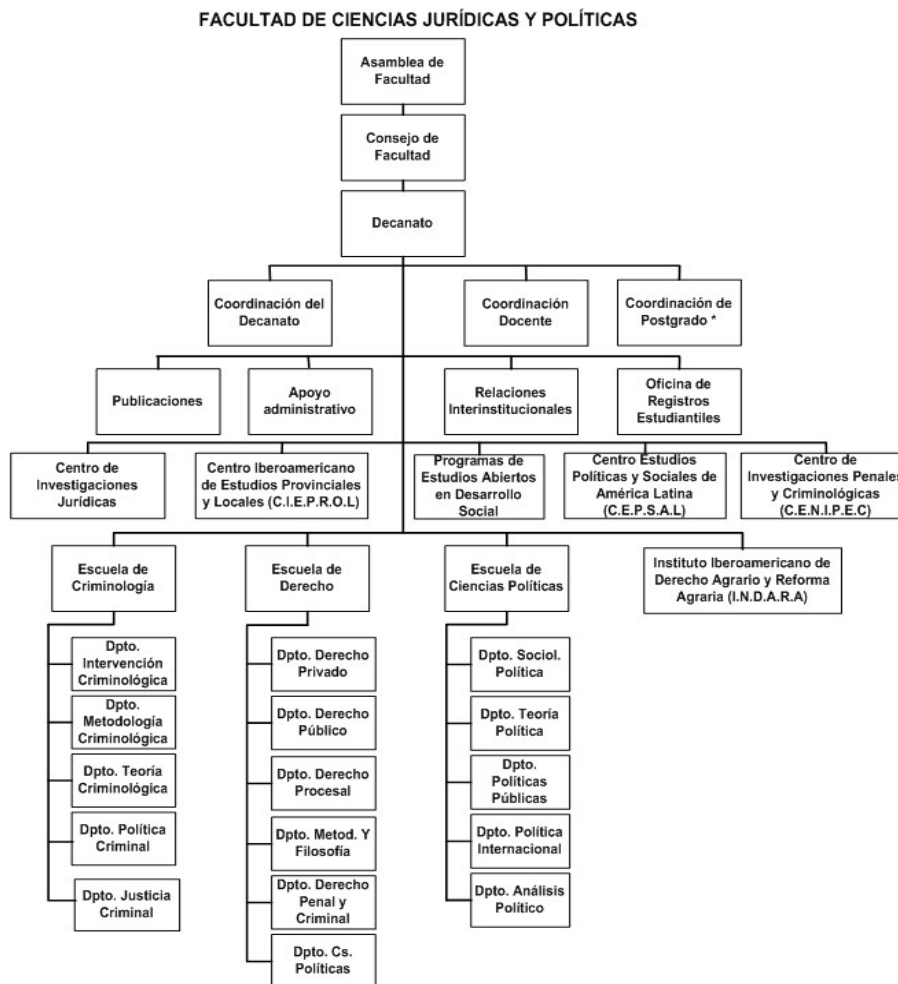 FACULTAD DE CIENCIAS JURÍDICAS Y POLÍTICAS
Asamblea de
Facultad
Consejo de
Facultad
Decanato
Coordinación del
Decanato
Coordinación
Docente
Coordinación de
Postgrado *
Publicaciones
Apoyo
administrativo
Relaciones
Interinstitucionales
Oficina de
Registros
Estudiantiles
Centro de
Investigaciones
Jurídicas
Centro Iberoamericano
de Estudios Provinciales
y Locales (C.I.E.P.R.O.L)
Programas de
Estudios Abiertos
en Desarrollo
Social
Centro Estudios
Políticas y Sociales de
América Latina
(C.E.P.S.A.L)
Centro de
Investigaciones Penales
y Criminológicas
(C.E.N.I.P.E.C)
Escuela de
Criminología
Escuela de
Derecho
Escuela de
Ciencias Políticas
Instituto Iberoamericano de
Derecho Agrario y Reforma
Agraria (I.N.D.A.R.A)
Dpto.
Intervención
Criminológica
Dpto.
Metodología
Criminológica
Dpto. Teoría
Criminológica
Dpto. Política
Criminal
Dpto. Justicia
Criminal
Dpto. Derecho
Privado
Dpto. Derecho
Público
Dpto. Derecho
Procesal
Dpto. Metod. Y
Filosofía
Dpto. Derecho
Penal y
Criminal
Dpto. Cs.
Políticas
Dpto. Sociol.
Política
Dpto. Teoría
Política
Dpto.
Políticas
Públicas
Dpto. Política
Internacional
Dpto. Análisis
Político